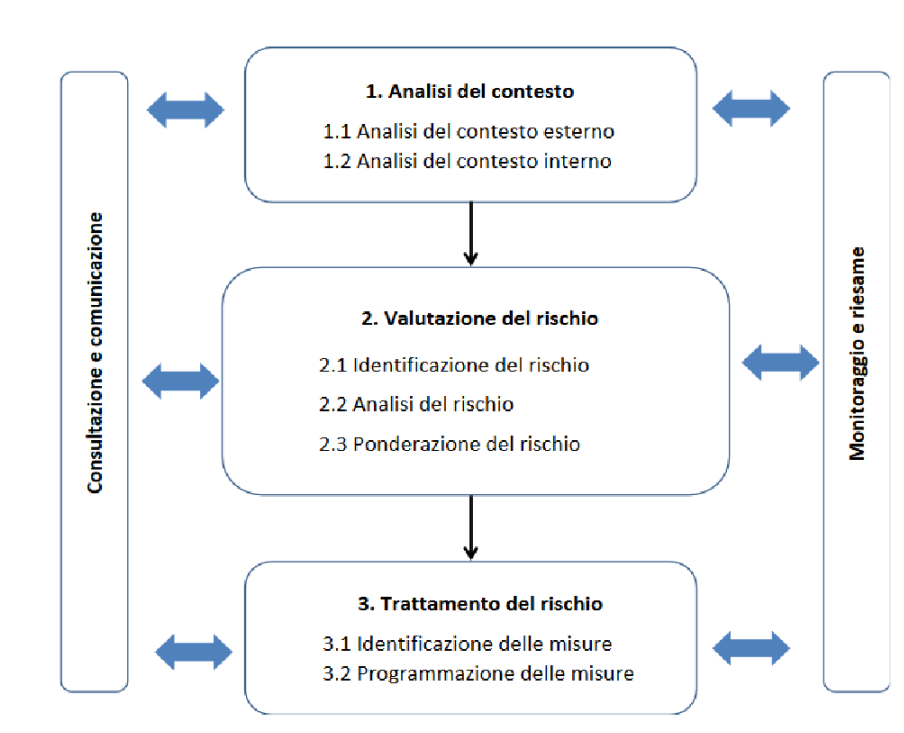 Consultazione e comunicazione
1. Analisi del contesto
1.1 Analisi del contesto esterno
1.2 Analisi del contesto interno
2. Valutazione del rischio
2.1 Identificazione del rischio
2.2 Analisi del rischio
2.3 Ponderazione del rischio
3. Trattamento del rischio
3.1 Identificazione delle misure
3.2 Programmazione delle misure
Monitoraggio e riesame